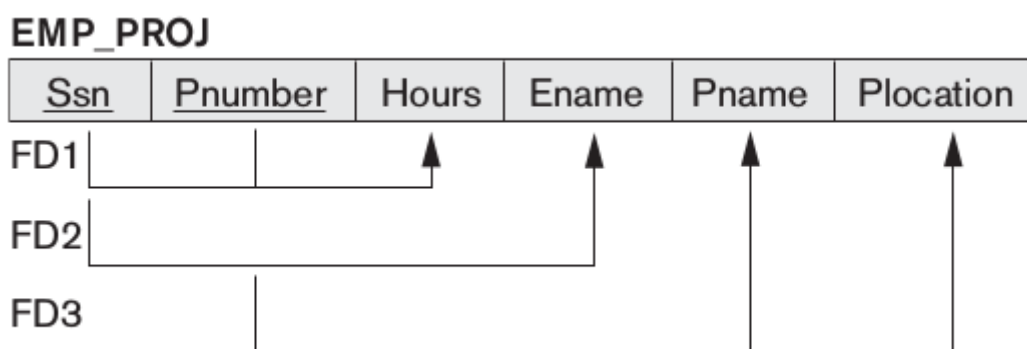 EMP_PROJ
Ssn Pnumber Hours Ename Pname Plocation
FD1
FD2
FD3